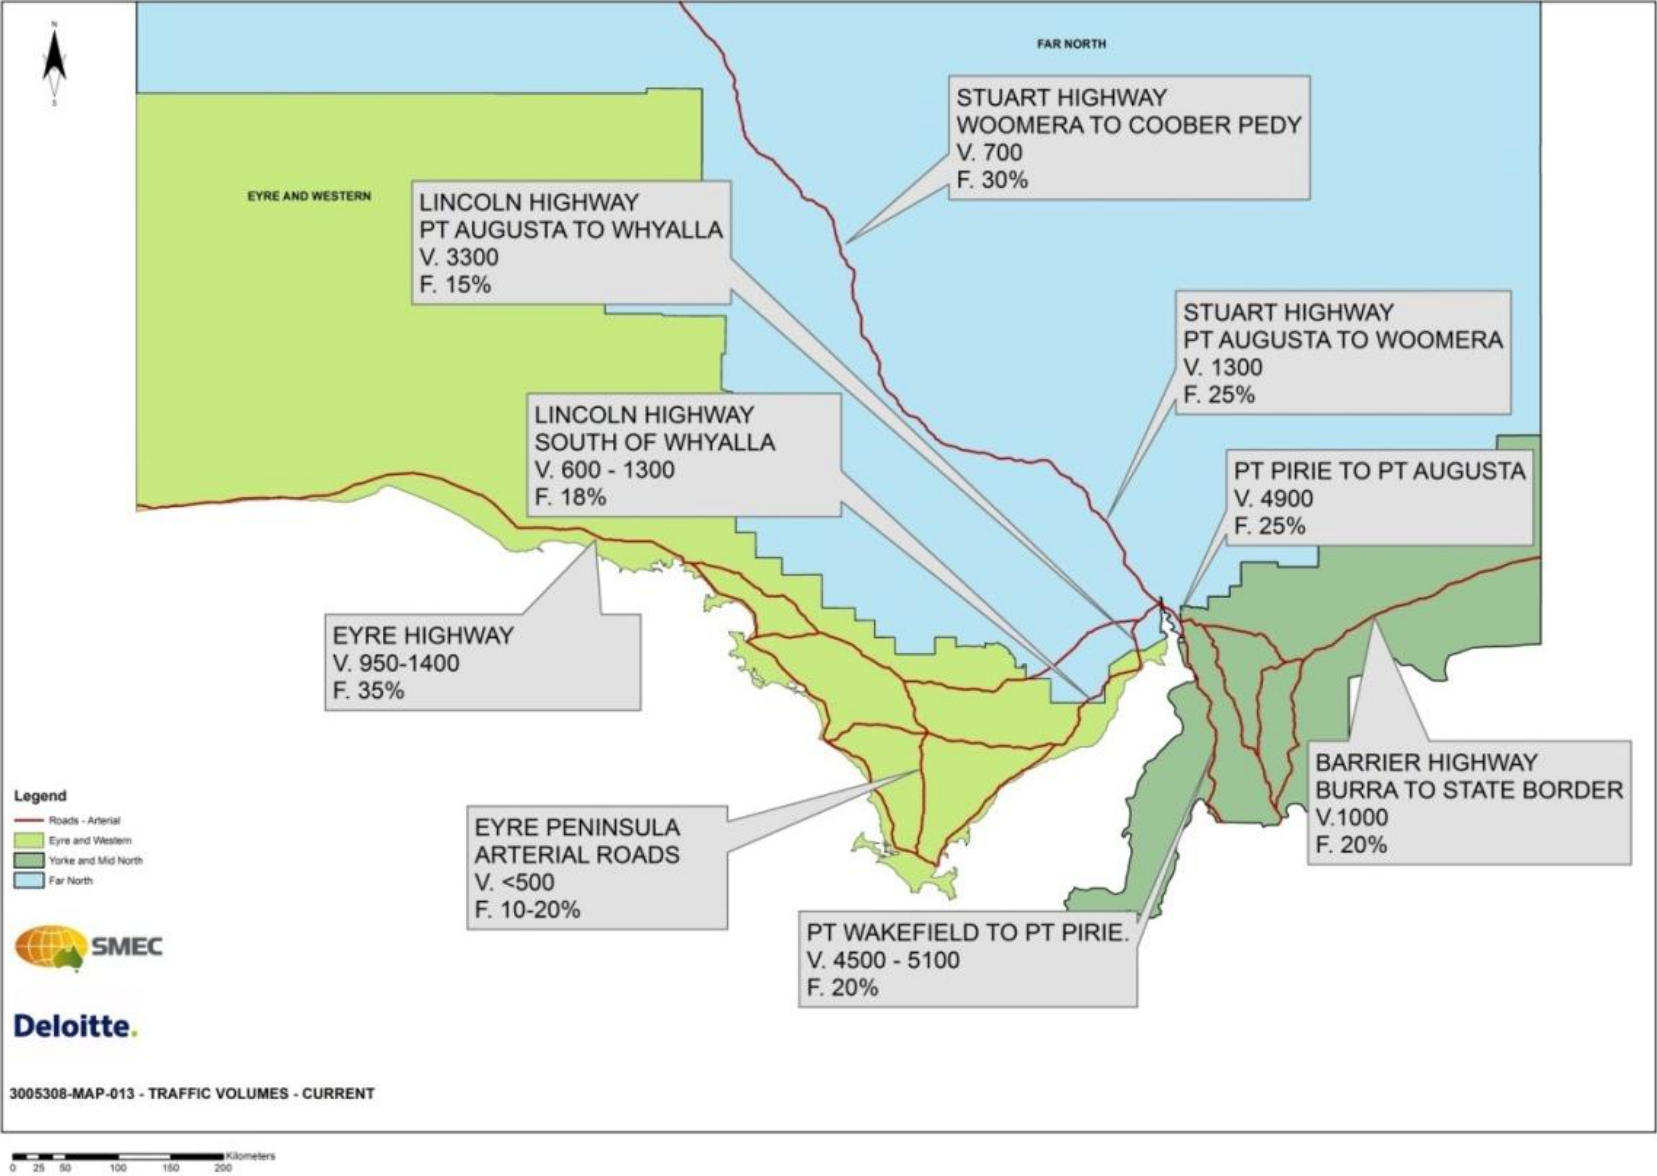 N
S
FAR NORTH
STUART HIGHWAY
WOOMERA TO COOBER PEDY
V. 700
F. 30%
EYRE AND WESTERN
LINCOLN HIGHWAY
PT AUGUSTA TO WHYALLA
V. 3300
F. 15%
STUART HIGHWAY
PT AUGUSTA TO WOOMERA
V. 1300
F. 25%
LINCOLN HIGHWAY
SOUTH OF WHYALLA
V. 600 - 1300
F. 18%
PT PIRIE TO PT AUGUSTA
V. 4900
F. 25%
EYRE HIGHWAY
V. 950-1400
F. 35%
BARRIER HIGHWAY
BURRA TO STATE BORDER
V.1000
F. 20%
EYRE PENINSULA
ARTERIAL ROADS
V. <500
F. 10-20%
PT WAKEFIELD TO PT PIRIE.
V. 4500 - 5100
F. 20%
Legend
Roads - Arterial
Eyre and Western
Yorke and Mid North
Far North
SMEC
Deloitte.
3005308-MAP-013 - TRAFFIC VOLUMES - CURRENT
Kilometers
0 25 50 100 150 200